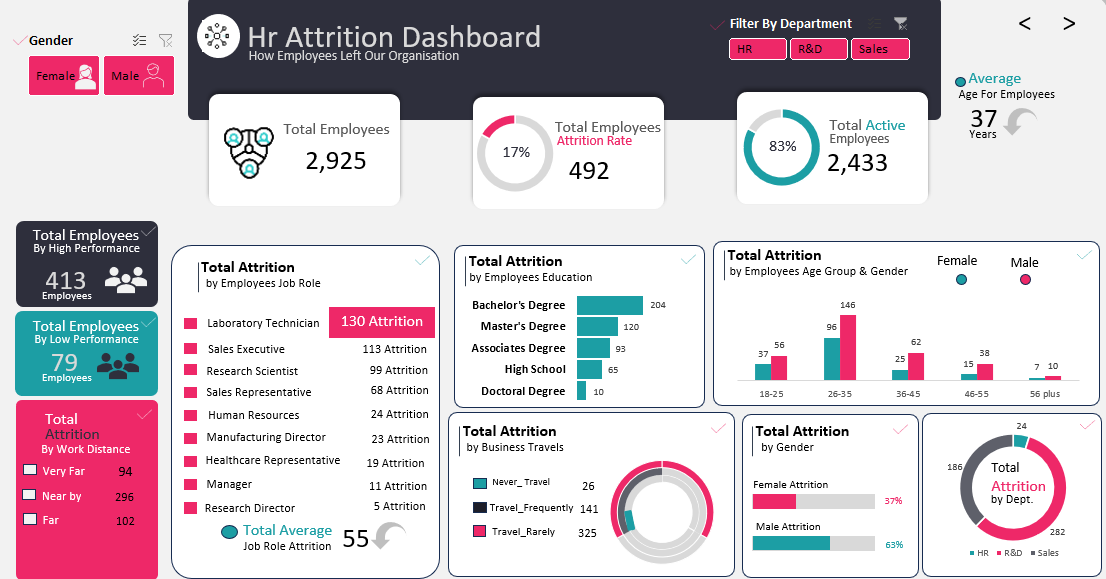 Gender
Female
Male
Hr Attrition Dashboard
How Employees Left Our Organisation
Filter By Department
HR
R&D
Sales
<
>
Average
Age For Employees
37
Years
Total Employees
2,925
17%
Total Employees
Attrition Rate
492
83%
Total Active
Employees
2,433
Total Employees
By High Performance
413
Employees
Total Employees
By Low Performance
79
Employees
Total
Attrition
By Work Distance
Very Far 94
Near by 296
Far 102
Total Attrition
by Employees Job Role
Laboratory Technician 130 Attrition
Sales Executive 113 Attrition
Research Scientist 99 Attrition
Sales Representative 68 Attrition
Human Resources 24 Attrition
Manufacturing Director 23 Attrition
Healthcare Representative 19 Attrition
Manager 11 Attrition
Research Director 5 Attrition
Total Average
Job Role Attrition
55
Total Attrition
by Employees Education
Bachelor's Degree 204
Master's Degree 120
Associates Degree 93
High School 65
Doctoral Degree 10
Total Attrition
by Employees Age Group & Gender
Female
Male
37 56 96 146 25 62 15 38 7 10
18-25 26-35 36-45 46-55 56 plus
Total Attrition
by Business Travels
Never_ Travel 26
Travel_Frequently 141
Travel_Rarely 325
Total Attrition
by Gender
Female Attrition
37%
Male Attrition
63%
24
186
Total
Attrition
by Dept.
282
HR R&D Sales